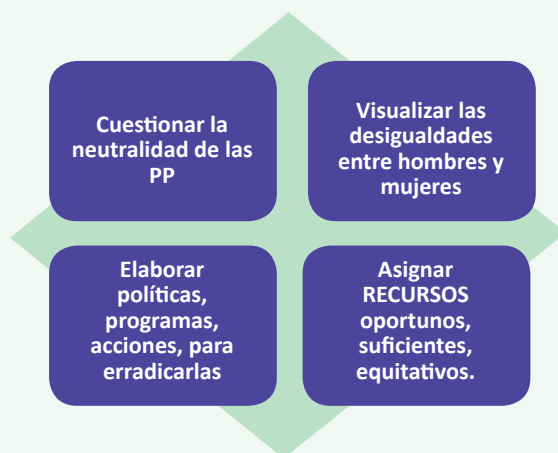 Cuestionar la
neutralidad de las
PP
Visualizar las
desigualdades
entre hombres y
mujeres
Elaborar
políticas,
programas,
acciones, para
erradicarlas
Asignar
RECURSOS
oportunos,
suficientes,
equitativos.